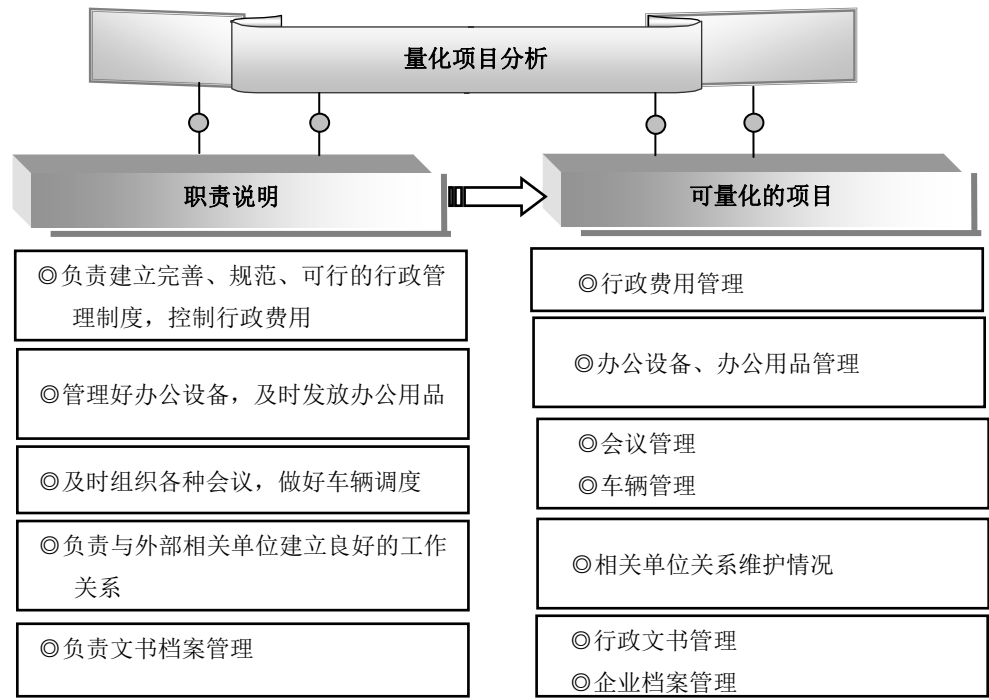 量化项目分析
职责说明
可量化的项目
◎负责建立完善、规范、可行的行政管
理制度，控制行政费用
◎行政费用管理
◎管理好办公设备，及时发放办公用品
◎办公设备、办公用品管理
◎及时组织各种会议，做好车辆调度
◎会议管理
◎车辆管理
◎负责与外部相关单位建立良好的工作
关系
◎相关单位关系维护情况
◎负责文书档案管理
◎行政文书管理
◎企业档案管理